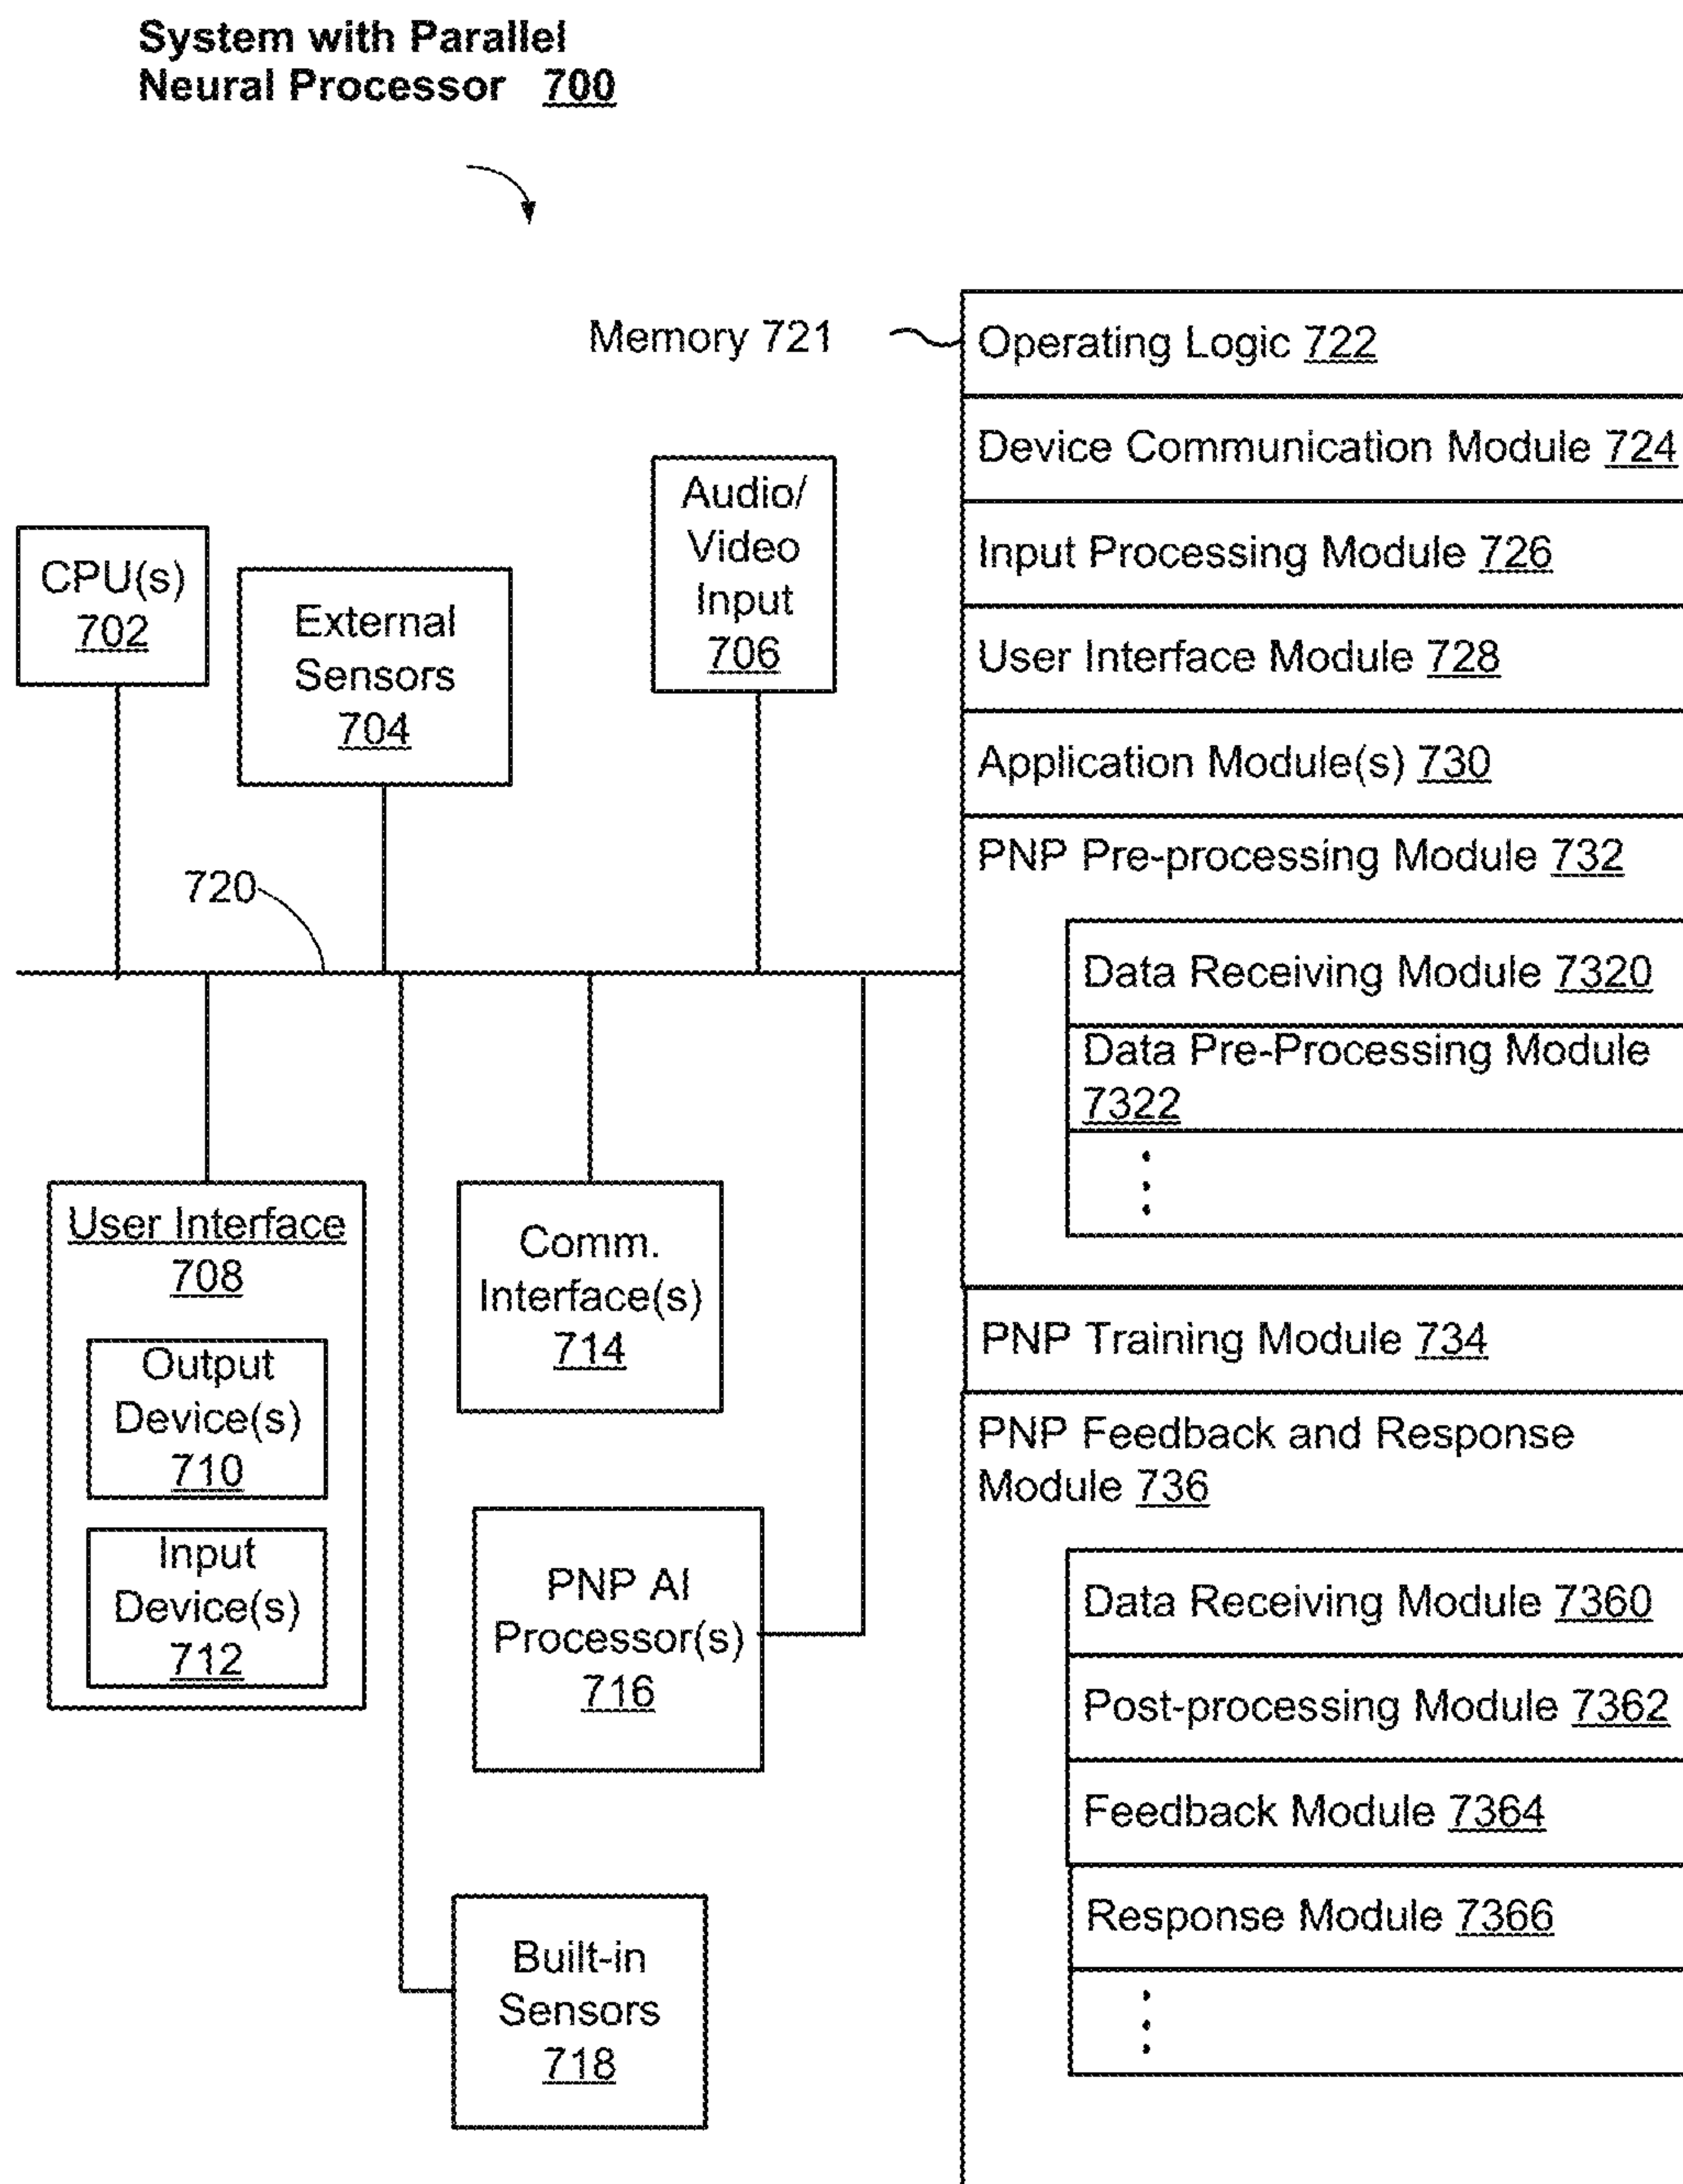 System with Parallel
Neural Processor 700
Memory 721
Operating Logic 722
Device Communication Module 724
Input Processing Module 726
User Interface Module 728
Application Module(s) 730
PNP Pre-processing Module 732
Data Receiving Module 7320
Data Pre-Processing Module
7322
PNP Training Module 734
PNP Feedback and Response
Module 736
Data Receiving Module 7360
Post-processing Module 7362
Feedback Module 7364
Response Module 7366
CPU(s)
702
External
Sensors
704
Audio/
Video
Input
706
720
User Interface
708
Output
Device(s)
710
Input
Device(s)
712
Comm.
Interface(s)
714
PNP AI
Processor(s)
716
Built-in
Sensors
718